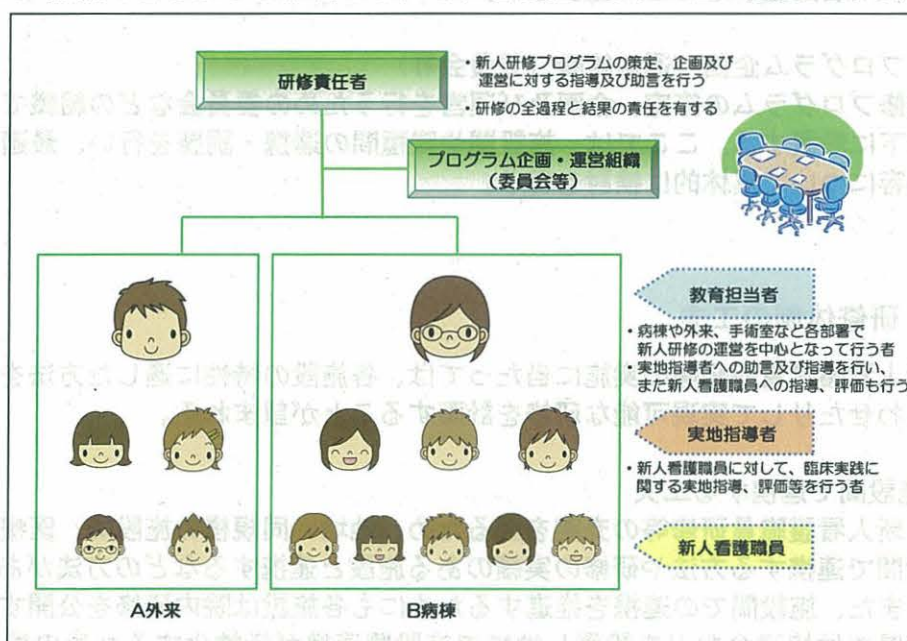 研修責任者
・新人研修プログラムの策定、企画及び
運営に対する指導及び助言を行う
・研修の全過程と結果の責任を有する
プログラム企画・運営組織
(委員会等)
教育担当者
・病棟や外来、手術室など各部署で
新人研修の運営を中心となって行う者
・実地指導者への助言及び指導を行い、
また新人看護職員への指導、評価も行う
実地指導者
・新人看護職員に対して、臨床実践に
関する実地指導、評価等を行う者
新人看護職員
A外来
B病棟